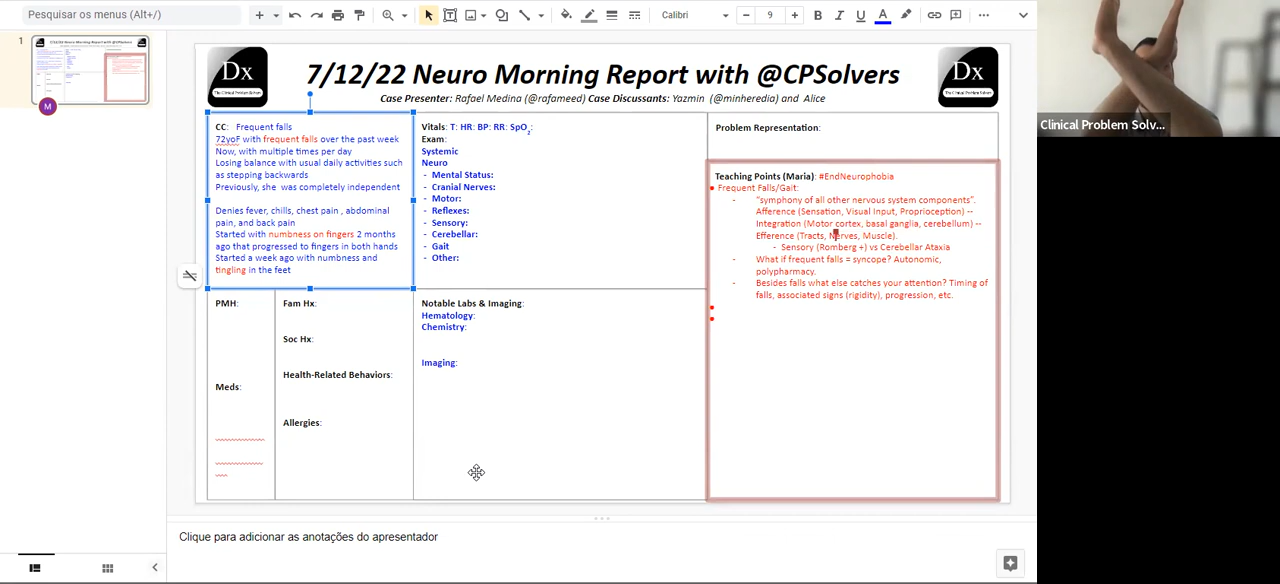 Pesquisar os menus (Alt+/)
Calibri
9
B I U A
1
M
Dx
The Clinical Problem Solvers
7/12/22 Neuro Morning Report with @CPSolvers
Case Presenter: Rafael Medina (@rafameed) Case Discussants: Yazmin (@minheredia) and Alice
Dx
The Clinical Problem Solvers
CC: Frequent falls
72yoF with frequent falls over the past week
Now, with multiple times per day
Losing balance with usual daily activities such
as stepping backwards
Previously, she was completely independent
Denies fever, chills, chest pain , abdominal
pain, and back pain
Started with numbness on fingers 2 months
ago that progressed to fingers in both hands
Started a week ago with numbness and
tingling in the feet
PMH:
Meds:
Fam Hx:
Soc Hx:
Health-Related Behaviors:
Allergies:
Vitals: T: HR: BP: RR: SpO2:
Exam:
Systemic
Neuro
- Mental Status:
- Cranial Nerves:
- Motor:
- Reflexes:
- Sensory:
- Cerebellar:
- Gait
- Other:
Notable Labs & Imaging:
Hematology:
Chemistry:
Imaging:
Problem Representation:
Teaching Points (Maria): #EndNeurophobia
Frequent Falls/Gait:
- "symphony of all other nervous system components".
Afference (Sensation, Visual Input, Proprioception) --
Integration (Motor cortex, basal ganglia, cerebellum) --
Efference (Tracts, Nerves, Muscle).
- Sensory (Romberg +) vs Cerebellar Ataxia
- What if frequent falls = syncope? Autonomic,
polypharmacy.
- Besides falls what else catches your attention? Timing of
falls, associated signs (rigidity), progression, etc.
Clique para adicionar as anotações do apresentador
Clinical Problem Solv...